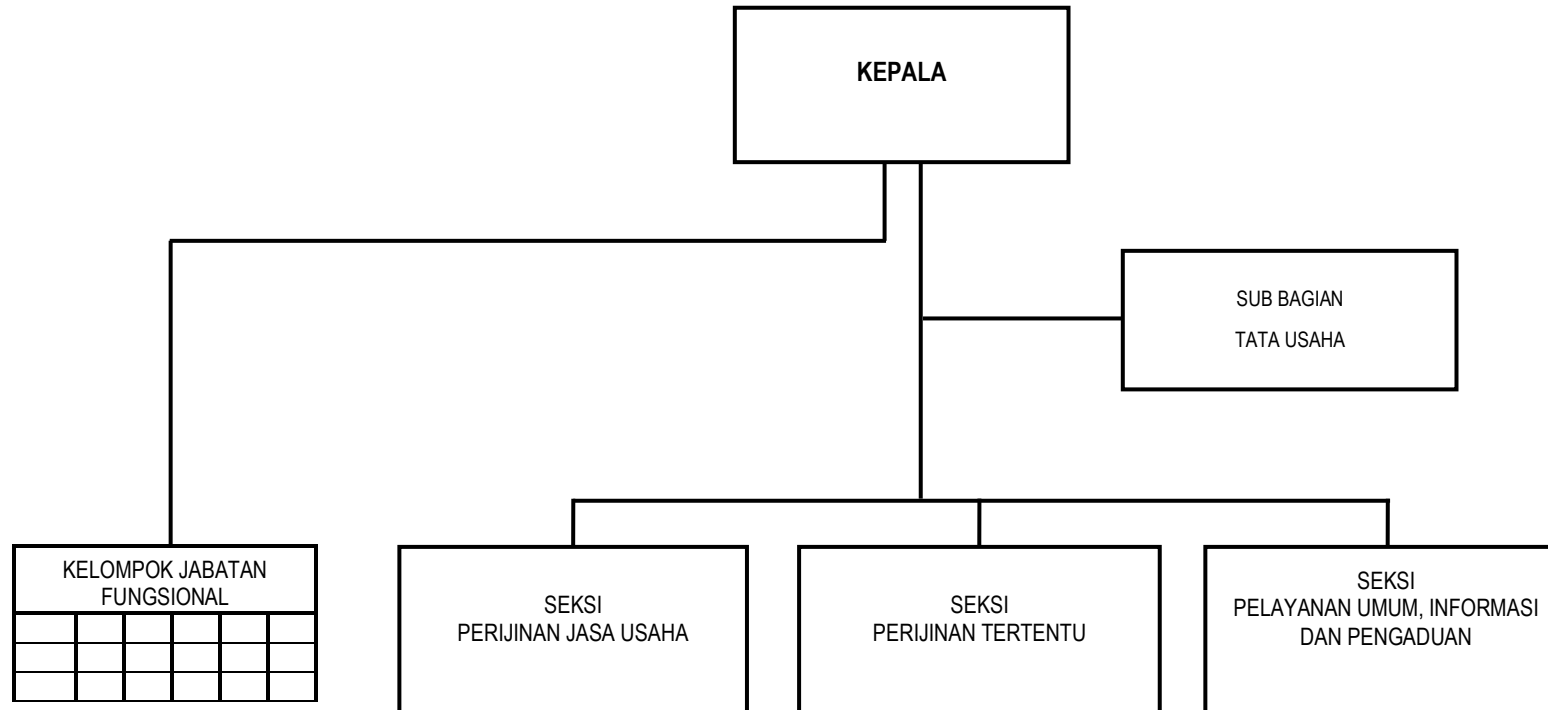 KEPALA
SUB BAGIAN
TATA USAHA
KELOMPOK JABATAN
FUNGSIONAL
SEKSI
PERIJINAN JASA USAHA
SEKSI
PERIJINAN TERTENTU
SEKSI
PELAYANAN UMUM, INFORMASI
DAN PENGADUAN